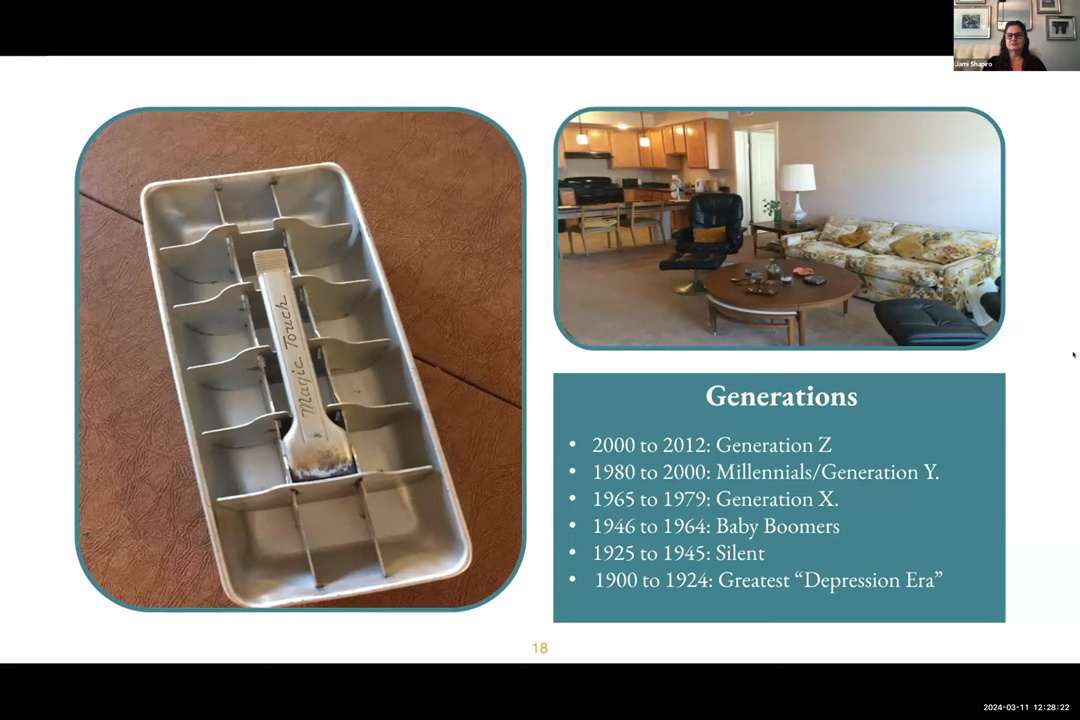 Jami Shapiro
Magic Touch
Generations
• 2000 to 2012: Generation Z
• 1980 to 2000: Millennials/Generation Y.
• 1965 to 1979: Generation X.
• 1946 to 1964: Baby Boomers
• 1925 to 1945: Silent
• 1900 to 1924: Greatest “Depression Era”
18
2024-03-11 12:28:22